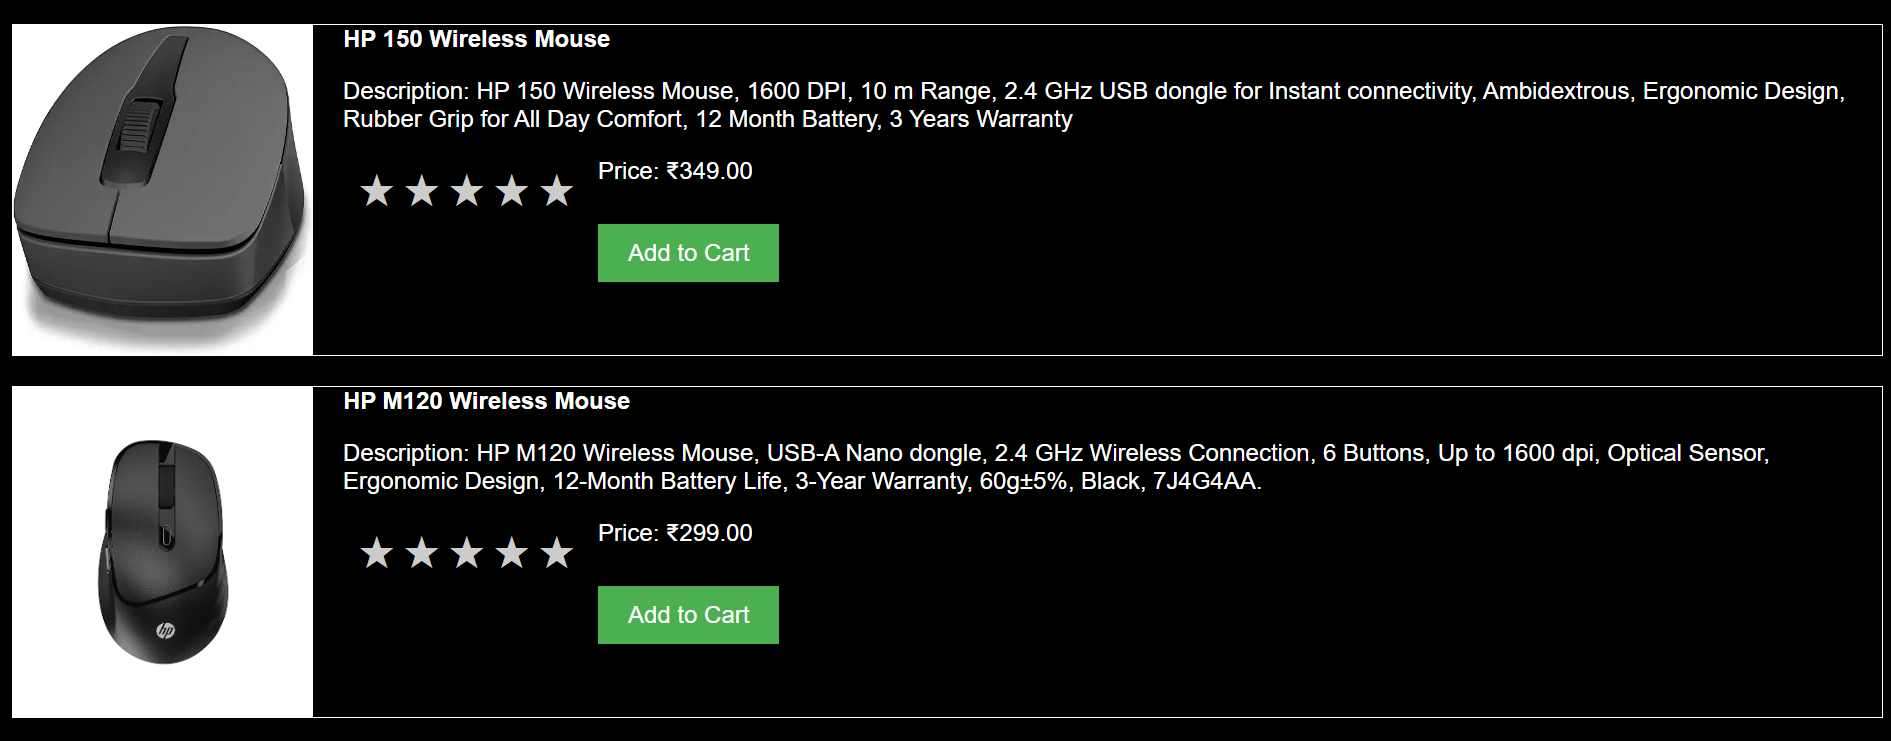 HP 150 Wireless Mouse
Description: HP 150 Wireless Mouse, 1600 DPI, 10 m Range, 2.4 GHz USB dongle for Instant connectivity, Ambidextrous, Ergonomic Design,
Rubber Grip for All Day Comfort, 12 Month Battery, 3 Years Warranty
★ ★ ★ ★ ★ Price: ₹349.00
Add to Cart
HP M120 Wireless Mouse
Description: HP M120 Wireless Mouse, USB-A Nano dongle, 2.4 GHz Wireless Connection, 6 Buttons, Up to 1600 dpi, Optical Sensor,
Ergonomic Design, 12-Month Battery Life, 3-Year Warranty, 60g±5%, Black, 7J4G4AA.
hp
★ ★ ★ ★ ★ Price: ₹299.00
Add to Cart